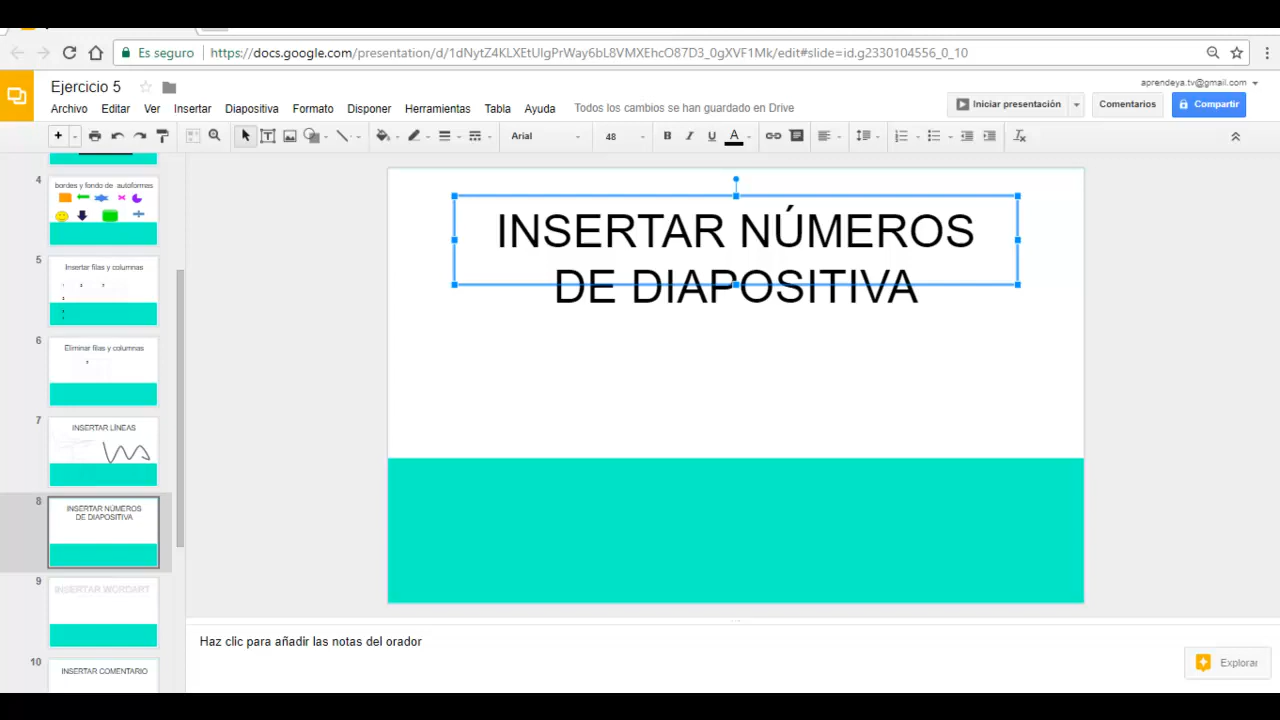 Es seguro
https://docs.google.com/presentation/d/1dNytZ4KLXEtUIgPrWay6bL8VMXEhcO87D3_0gXVF1Mk/edit#slide=id.g2330104556_0_10
Ejercicio 5
aprendeya.tv@gmail.com
Archivo Editar Ver Insertar Diapositiva Formato Disponer Herramientas Tabla Ayuda Todos los cambios se han guardado en Drive
Iniciar presentación Comentarios Compartir
Arial 48 B I U A
4
bordes y fondo de autoformas
5
Insertar filas y columnas
6
Eliminar filas y columnas
7
INSERTAR LÍNEAS
8
INSERTAR NÚMEROS
DE DIAPOSITIVA
9
INSERTAR WORDART
10
INSERTAR COMENTARIO
INSERTAR NÚMEROS
DE DIAPOSITIVA
Haz clic para añadir las notas del orador
Explorar